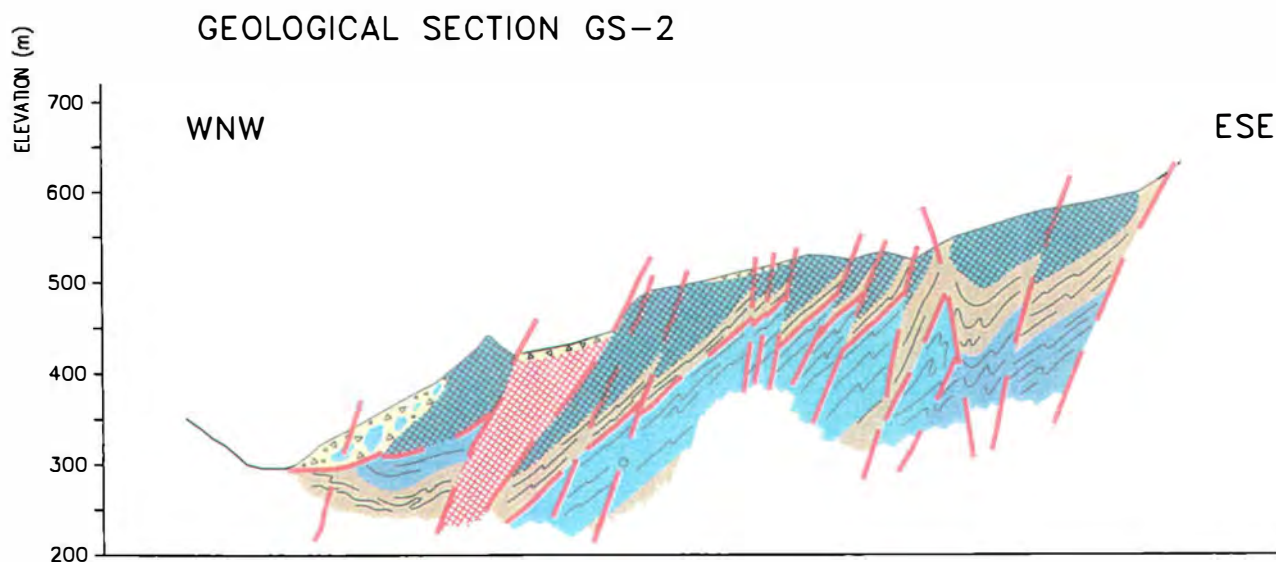 GEOLOGICAL SECTION GS-2
ELEVATION (m)
WNW
ESE
700
600
500
400
300
200